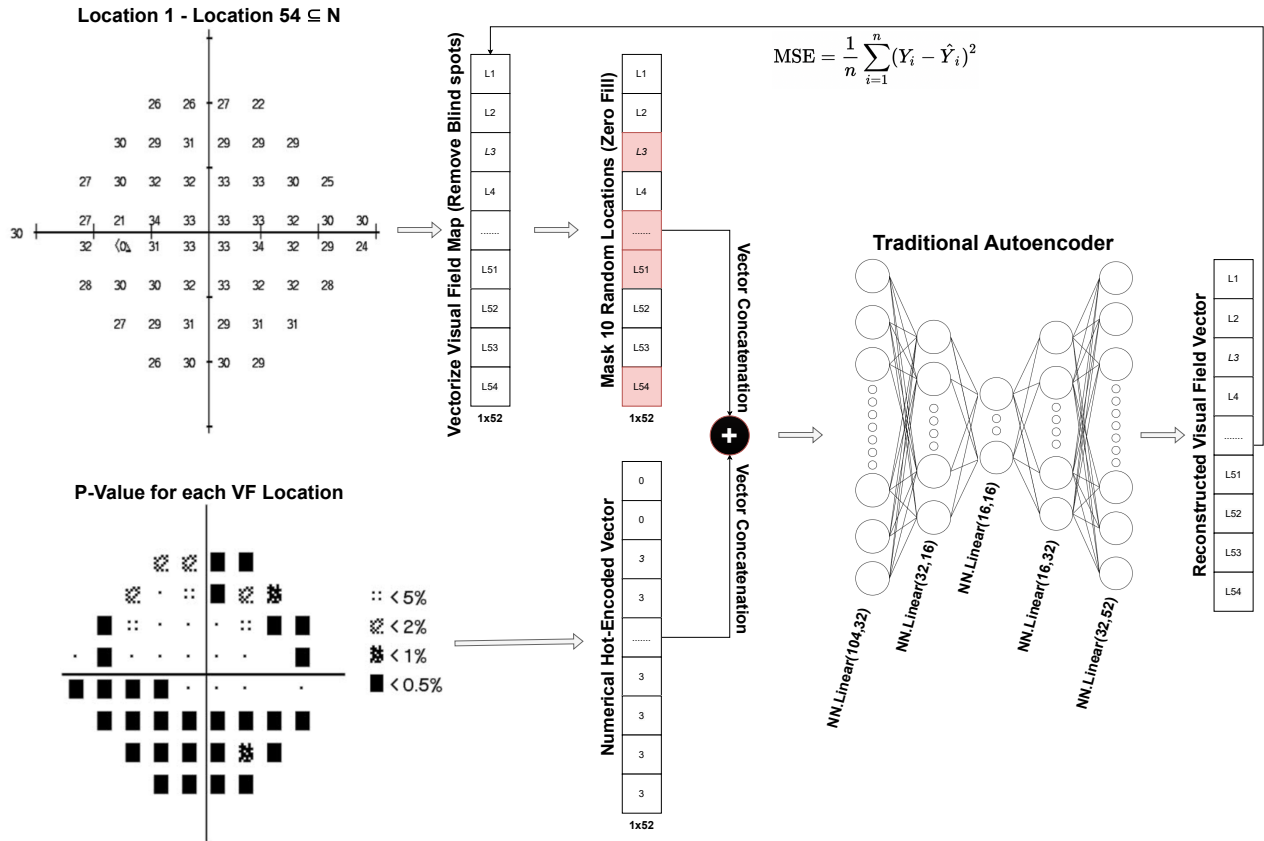 Location 1 - Location 54 ⊆ N
26 26 27 22
30 29 31 29 29 29
27 30 32 32 33 33 30 25
27 21 34 33 33 33 32 30 30
30
32 <0 31 33 33 34 32 29 24
28 30 30 32 33 32 32 28
27 29 31 29 31 31
26 30 30 29
Vectorize Visual Field Map (Remove Blind spots)
L1
L2
L3
L4
.......
L51
L52
L53
L54
1x52
Mask 10 Random Locations (Zero Fill)
L1
L2
L3
L4
.......
L51
L52
L53
L54
1x52
MSE = 1/n ∑ i=1 n (Yi − Ŷi)²
Vector Concatenation
+
Vector Concatenation
P-Value for each VF Location
< 5%
< 2%
< 1%
< 0.5%
Numerical Hot-Encoded Vector
0
0
3
3
.......
3
3
3
3
1x52
Traditional Autoencoder
NN.Linear(104,32)
NN.Linear(32,16)
NN.Linear(16,16)
NN.Linear(16,32)
NN.Linear(32,52)
Reconstructed Visual Field Vector
L1
L2
L3
L4
.......
L51
L52
L53
L54